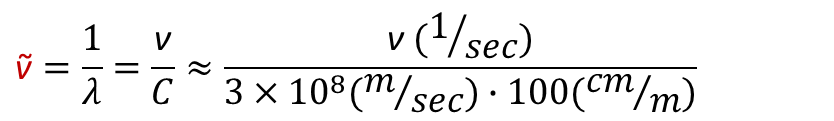 ṽ = 1/λ = v/C ≈ v (1/sec) / 3 × 10⁸(m/sec) · 100(cm/m)